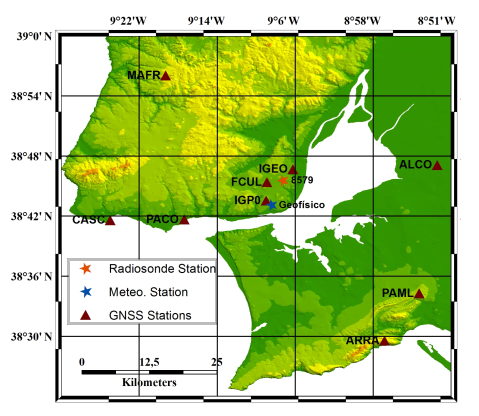 9°22'W 9°14'W 9°6'W 8°58'W 8°51'W
39°0' N
MAFR
38°54'
38°48'
IGEO
ALCO
FCUL
8579
IGP0
Geofísico
38°42'
CASC
PACO
38°36'
Radiosonde Station
Meteo. Station
GNSS Stations
PAML
38°30'
ARRA
0 12,5 25
Kilometers